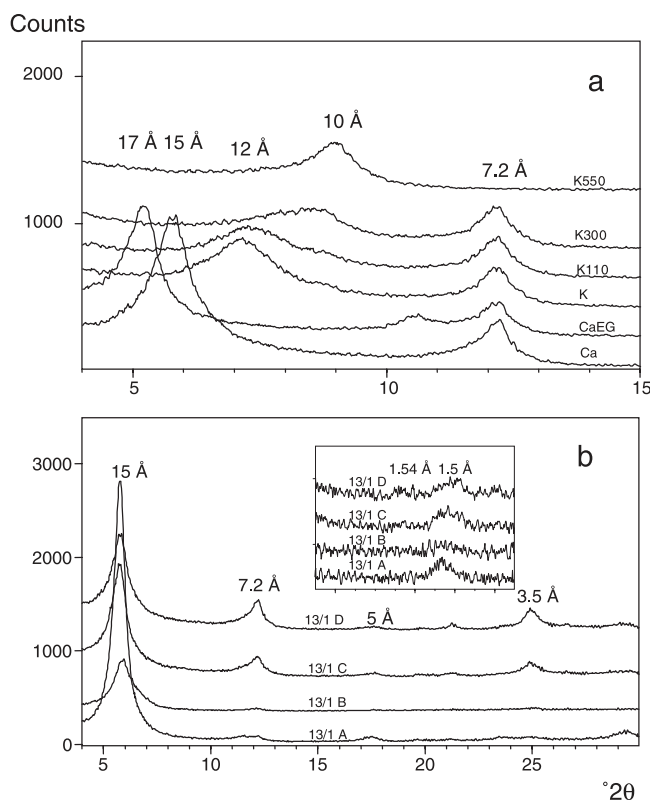 Counts
2000
a
10 Å
17 Å 15 Å 12 Å
7.2 Å
K550
1000
K300
K110
K
CaEG
Ca
5 10 15
b
3000
15 Å
1.54 Å 1.5 Å
13/1 D
13/1 C
13/1 B
13/1 A
2000
7.2 Å
5 Å
3.5 Å
13/1 D
1000
13/1 C
13/1 B
13/1 A
0
5 10 15 20 25
°2θ